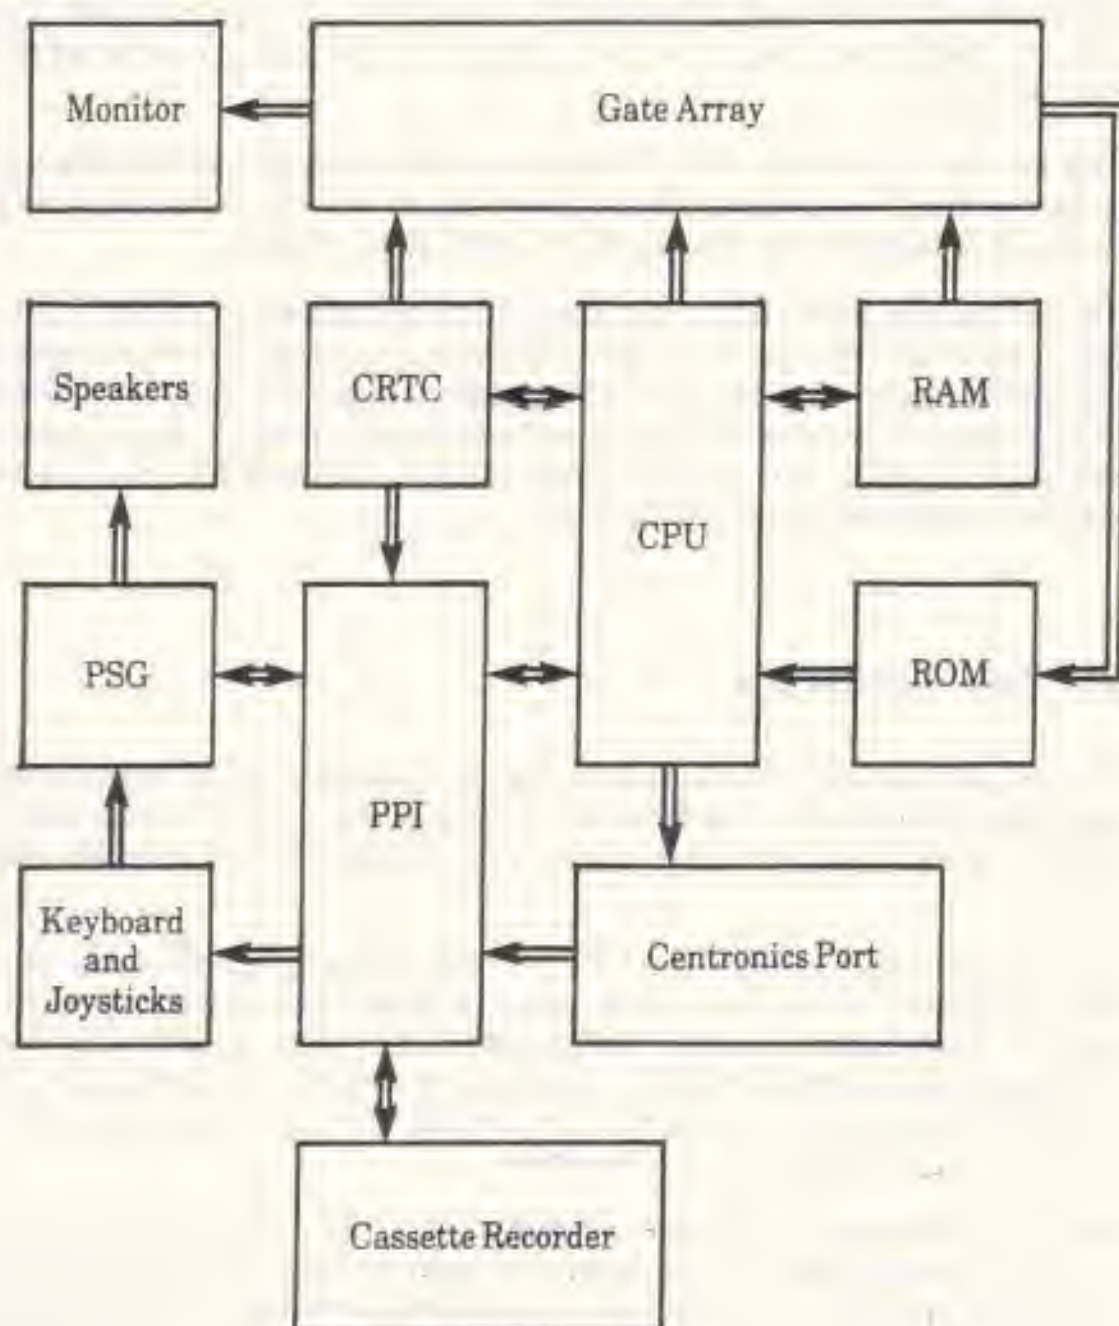 Monitor
Gate Array
Speakers
CRTC
CPU
RAM
PSG
PPI
ROM
Keyboard
and
Joysticks
Centronics Port
Cassette Recorder